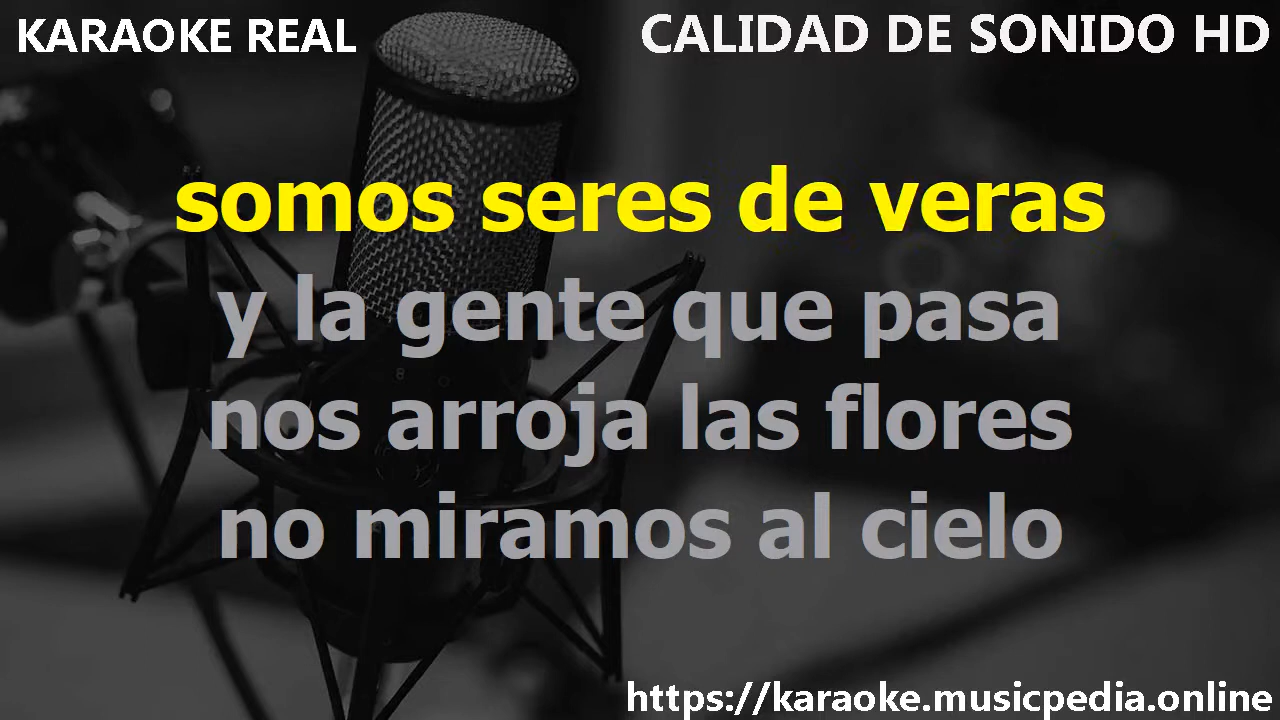 KARAOKE REAL
CALIDAD DE SONIDO HD
somos seres de veras
y la gente que pasa
nos arroja las flores
no miramos al cielo
https://karaoke.musicpedia.online